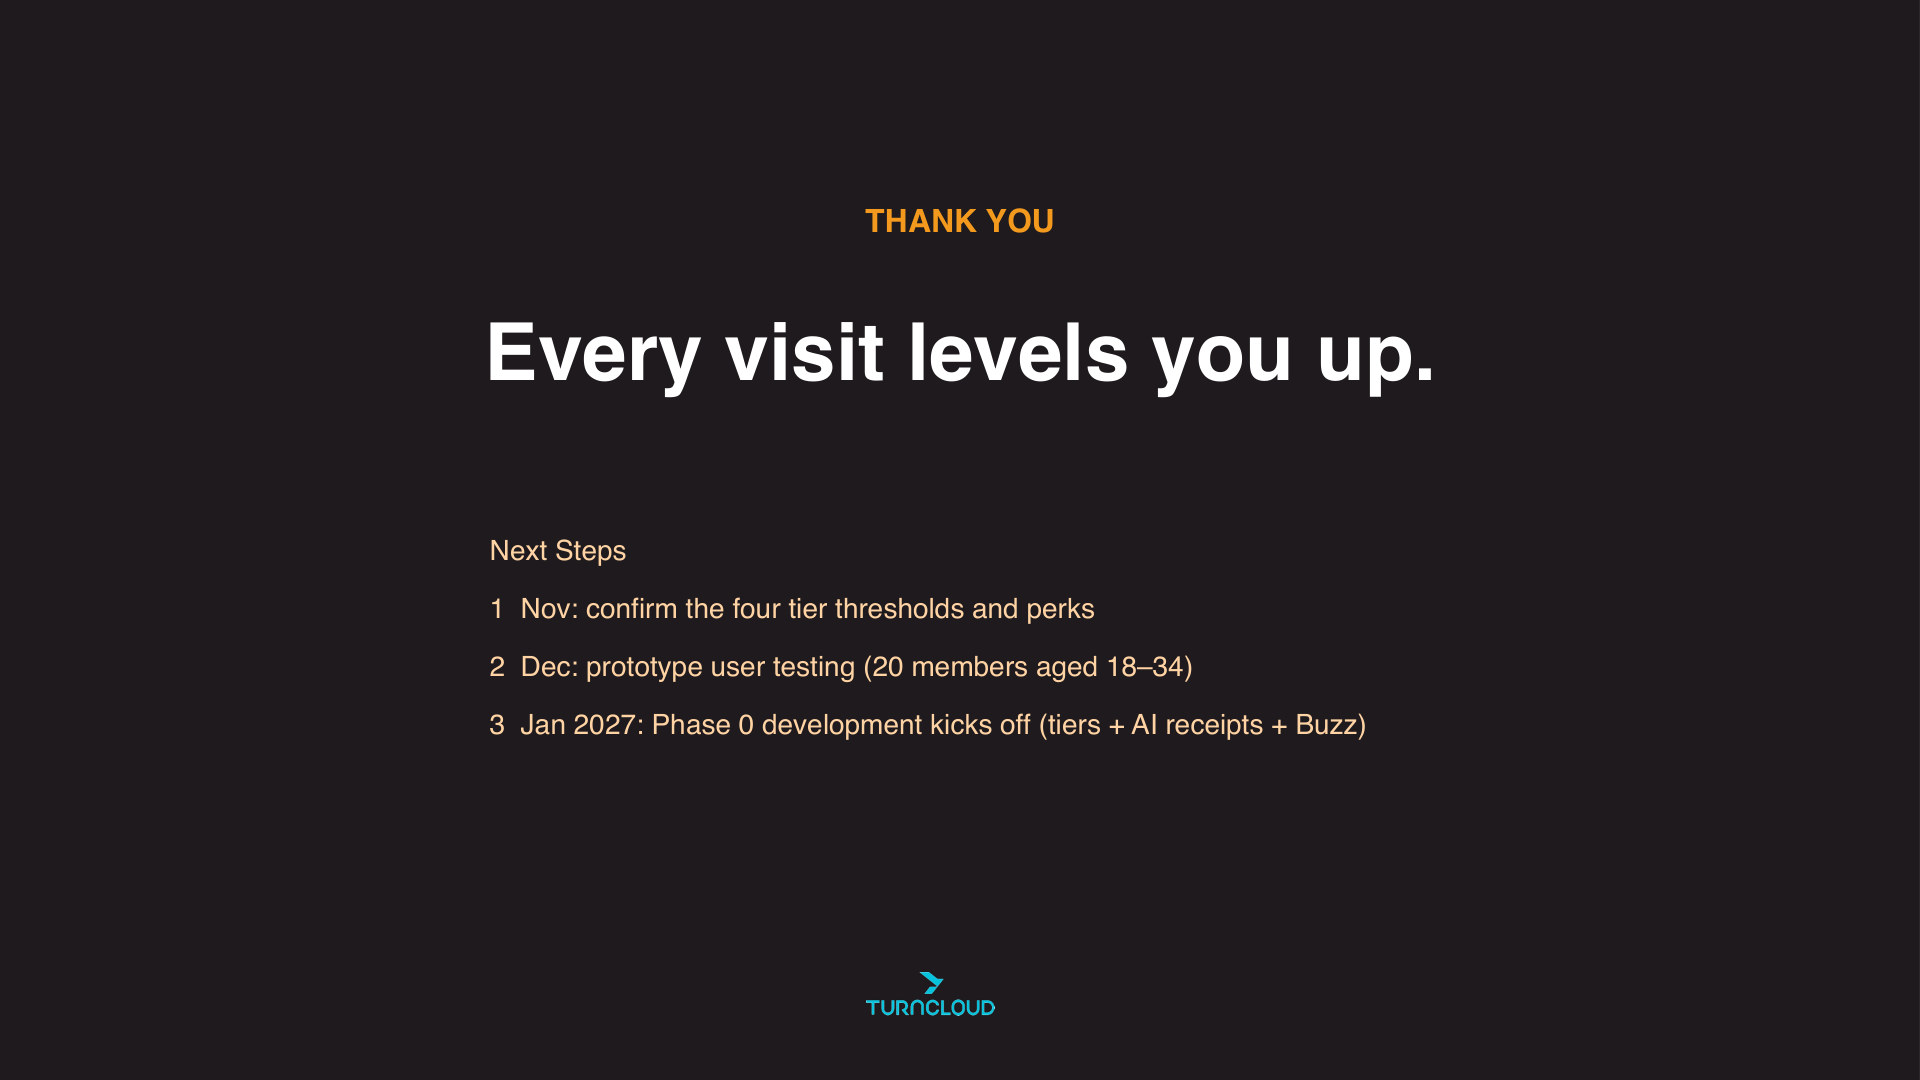 THANK YOU
Every visit levels you up.
Next Steps
1 Nov: confirm the four tier thresholds and perks
2 Dec: prototype user testing (20 members aged 18–34)
3 Jan 2027: Phase 0 development kicks off (tiers + AI receipts + Buzz)
TURNCLOUD